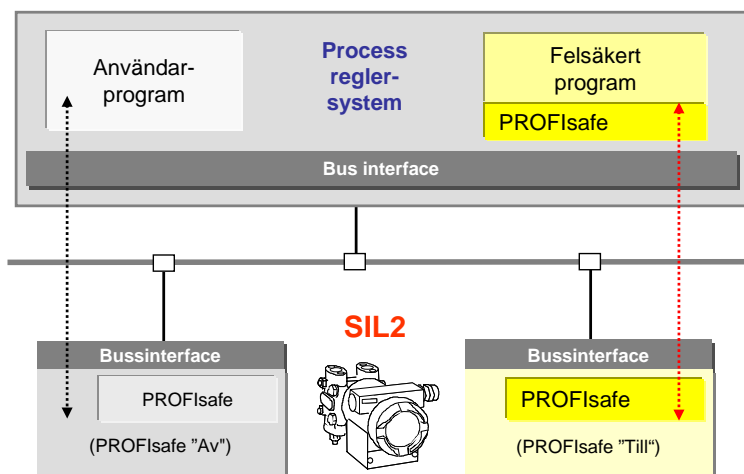 Användar-
program
Process
regler-
system
Felsäkert
program
PROFIsafe
Bus interface
SIL2
Bussinterface
PROFIsafe
(PROFIsafe ”Av")
Bussinterface
PROFIsafe
(PROFIsafe ”Till“)